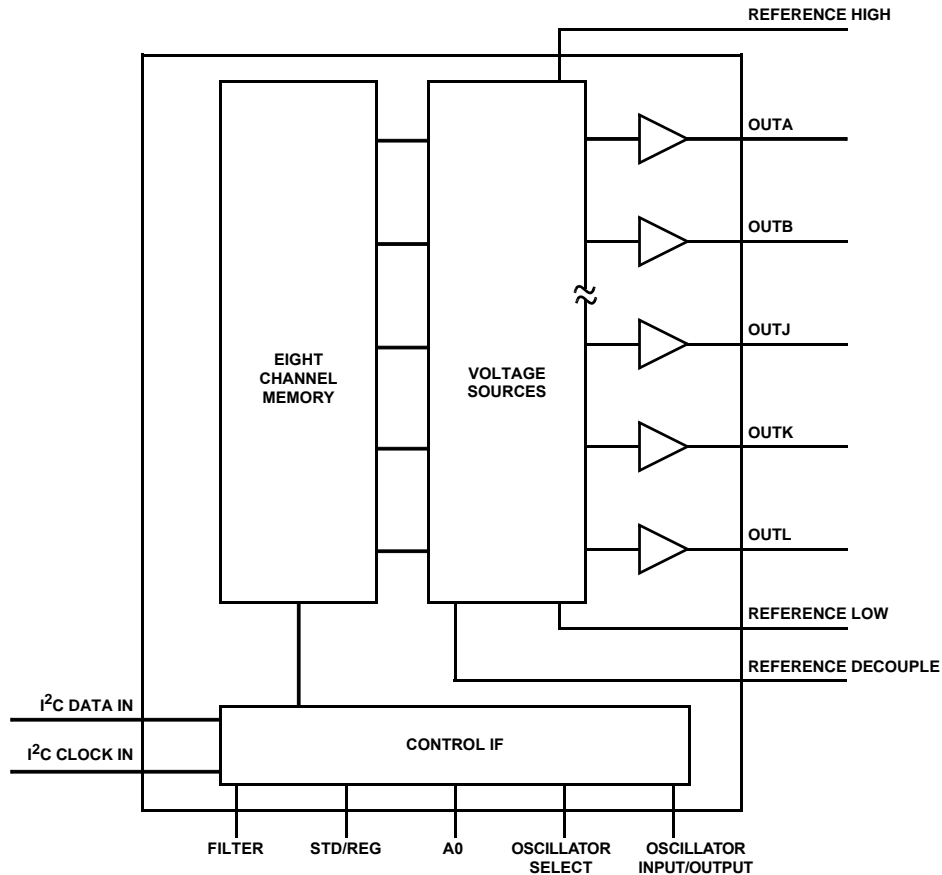 REFERENCE HIGH
OUTA
OUTB
OUTJ
EIGHT
CHANNEL
MEMORY
VOLTAGE
SOURCES
OUTK
OUTL
REFERENCE LOW
REFERENCE DECOUPLE
I²C DATA IN
CONTROL IF
I²C CLOCK IN
FILTER
STD/REG
A0
OSCILLATOR
SELECT
OSCILLATOR
INPUT/OUTPUT